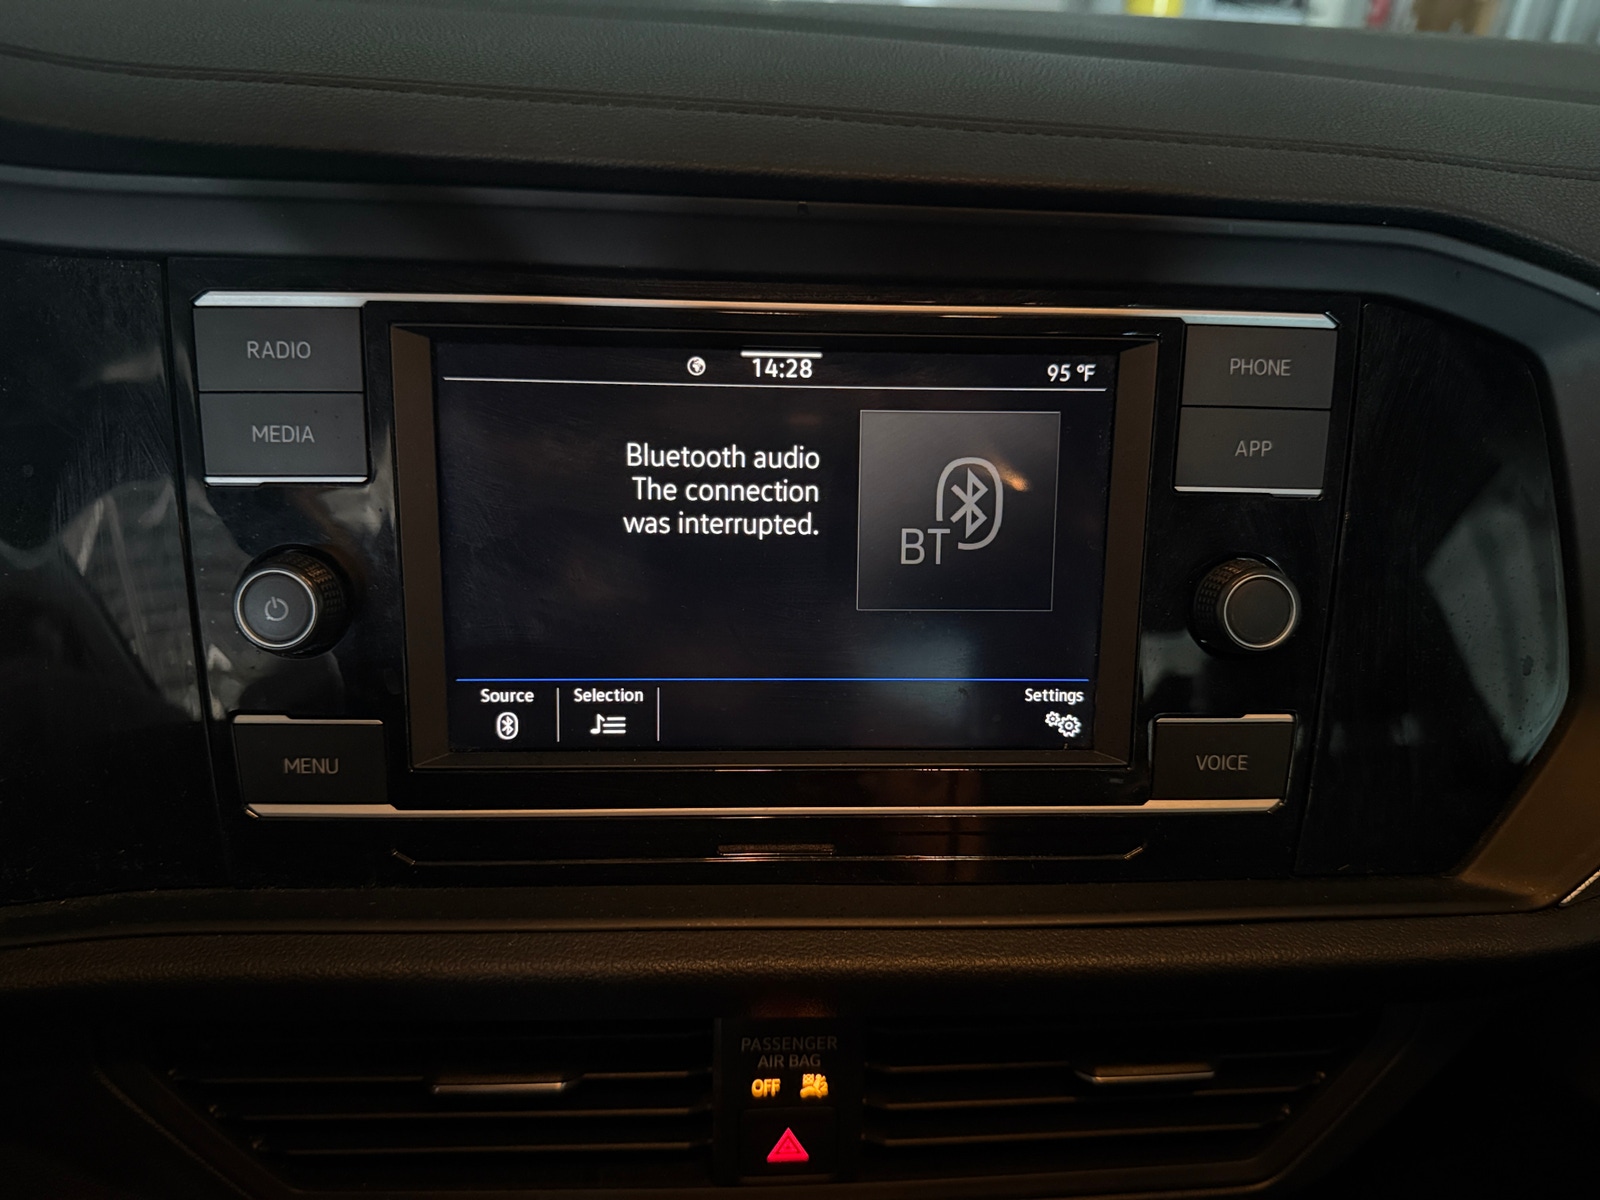 RADIO
MEDIA
14:28
95 °F
Bluetooth audio
The connection
was interrupted.
BT
Source
Selection
Settings
PHONE
APP
MENU
VOICE
PASSENGER
AIR BAG
OFF